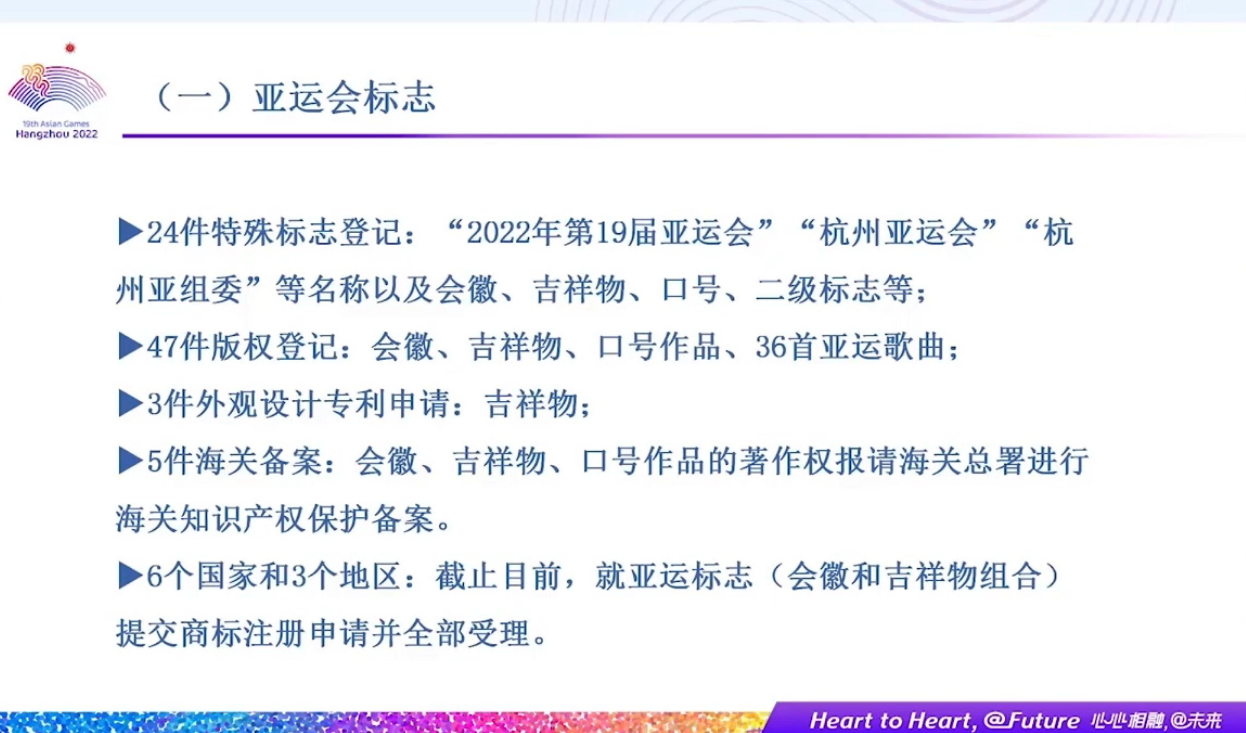 19th Asian Games
Hangzhou 2022
（一）亚运会标志
▶24件特殊标志登记：“2022年第19届亚运会”“杭州亚运会”“杭
州亚组委”等名称以及会徽、吉祥物、口号、二级标志等；
▶47件版权登记：会徽、吉祥物、口号作品、36首亚运歌曲；
▶3件外观设计专利申请：吉祥物；
▶5件海关备案：会徽、吉祥物、口号作品的著作权报请海关总署进行
海关知识产权保护备案。
▶6个国家和3个地区：截止目前，就亚运标志（会徽和吉祥物组合）
提交商标注册申请并全部受理。
Heart to Heart, @Future 心心相融,@未来